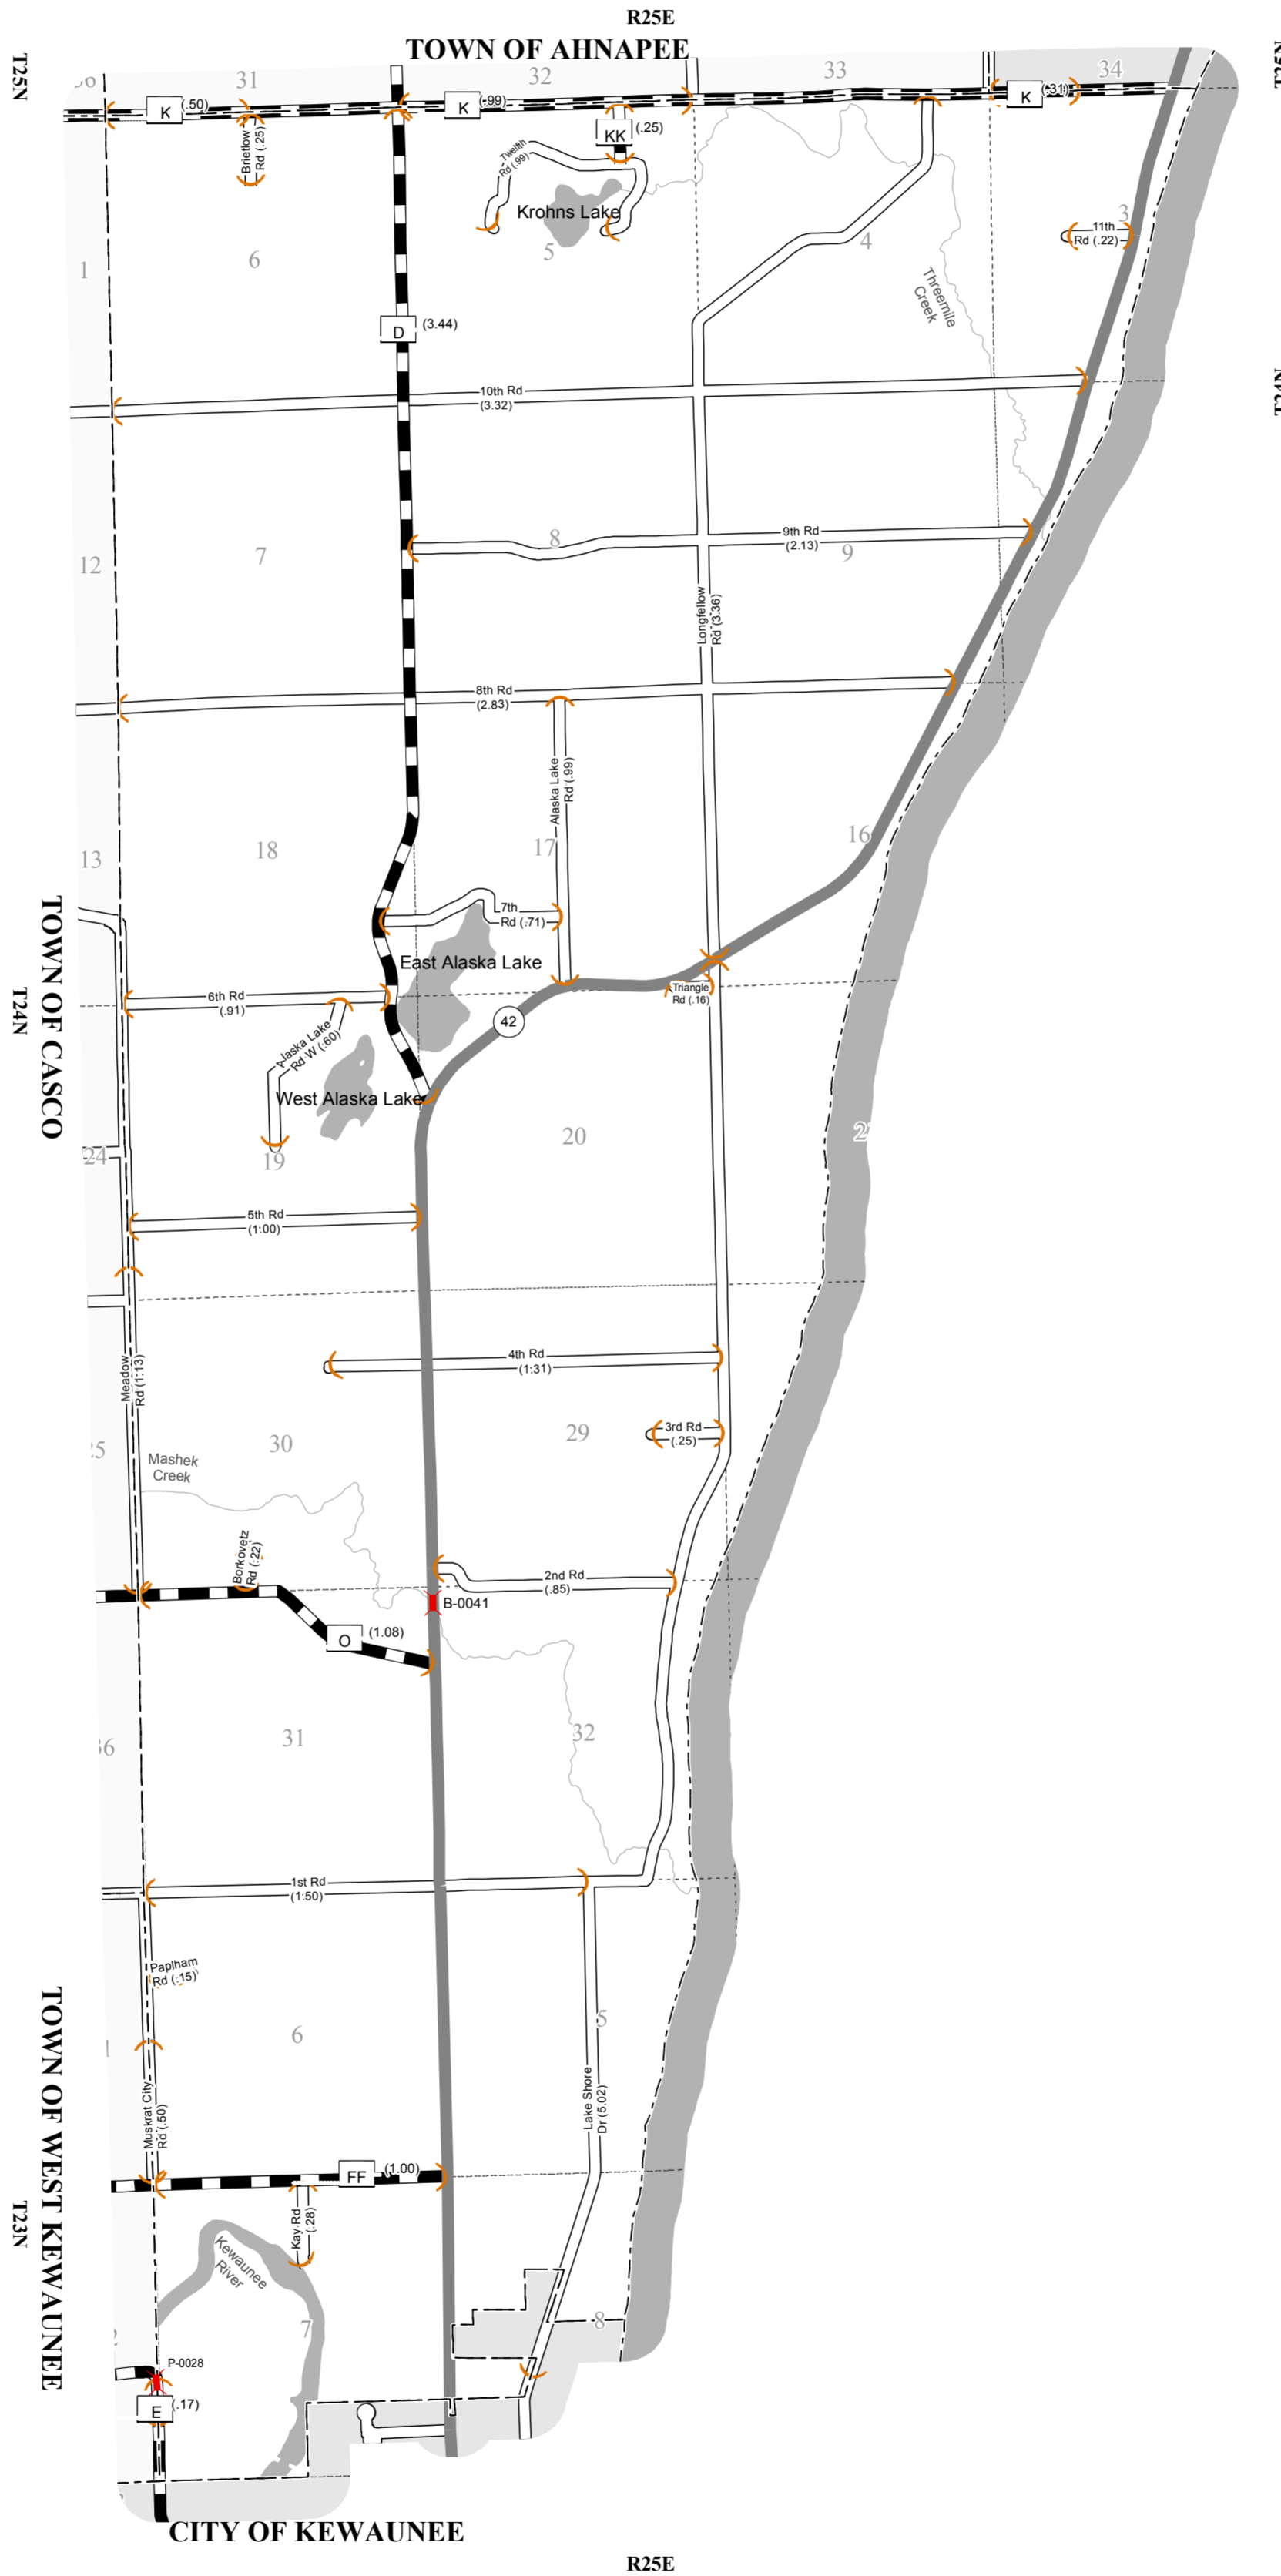 R25E
TOWN OF AHNAPEE
T25N
31
32
33
34
K
(.50)
K
(.99)
K
(.31)
KK
(.25)
Brietlow
Rd (.25)
Twelfth
Rd (.99)
Krohns Lake
1
6
5
4
3
11th
Rd (.22)
Threemile
Creek
D
(3.44)
10th Rd
(3.32)
12
7
8
9th Rd
(2.13)
9
Longfellow
Rd (3.36)
8th Rd
(2.83)
Alaska Lake
Rd (.99)
13
18
17
16
7th
Rd (.71)
East Alaska Lake
TOWN OF CASCO
T24N
6th Rd
(.91)
Triangle
Rd (.16)
42
Alaska Lake
Rd W (.60)
West Alaska Lake
24
19
20
5th Rd
(1.00)
4th Rd
(1.31)
Meadow
Rd (1.13)
3rd Rd
(.25)
30
29
Mashek
Creek
Borkovetz
Rd (.22)
2nd Rd
(.85)
B-0041
O
(1.08)
31
32
1st Rd
(1.50)
Paplham
Rd (.15)
6
5
Muskrat City
Rd (.50)
Lake Shore
Dr (5.02)
TOWN OF WEST KEWAUNEE
T23N
FF
(1.00)
Kay Rd
(.28)
Kewaunee
River
7
8
P-0028
E
(.17)
CITY OF KEWAUNEE
R25E